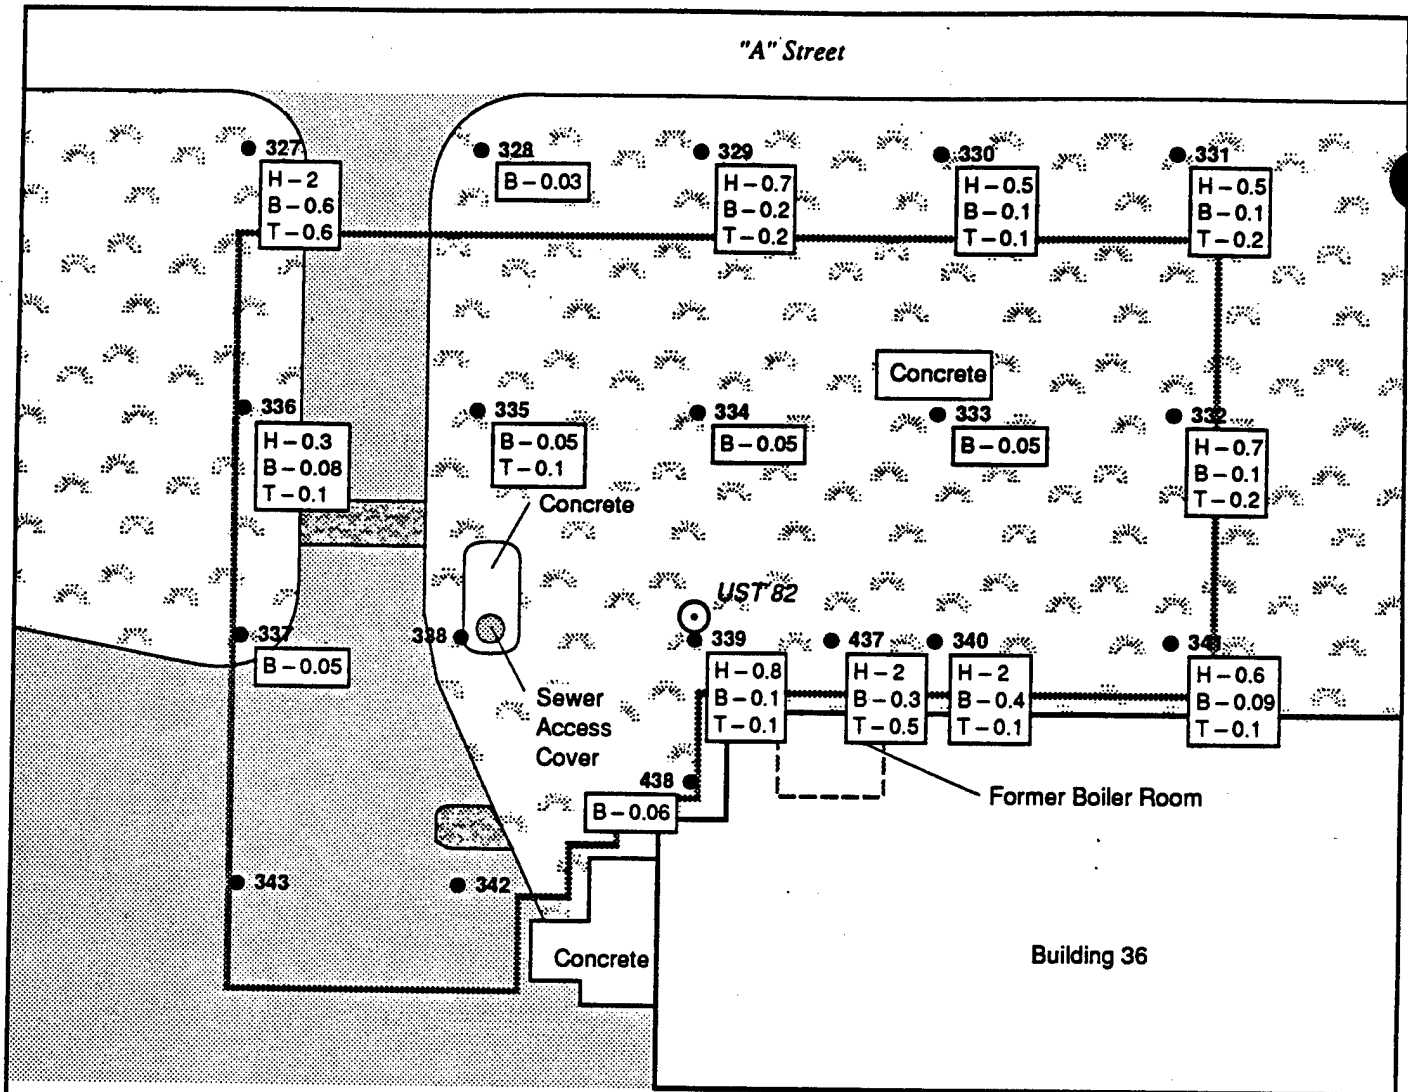 "A" Street
327
H – 2
B – 0.6
T – 0.6
328
B – 0.03
329
H – 0.7
B – 0.2
T – 0.2
330
H – 0.5
B – 0.1
T – 0.1
331
H – 0.5
B – 0.1
T – 0.2
Concrete
336
H – 0.3
B – 0.08
T – 0.1
335
B – 0.05
T – 0.1
334
B – 0.05
333
B – 0.05
332
H – 0.7
B – 0.1
T – 0.2
Concrete
UST 82
337
B – 0.05
338
339
H – 0.8
B – 0.1
T – 0.1
437
H – 2
B – 0.3
T – 0.5
340
H – 2
B – 0.4
T – 0.1
H – 0.6
B – 0.09
T – 0.1
Sewer
Access
Cover
438
B – 0.06
Former Boiler Room
343
342
Concrete
Building 36